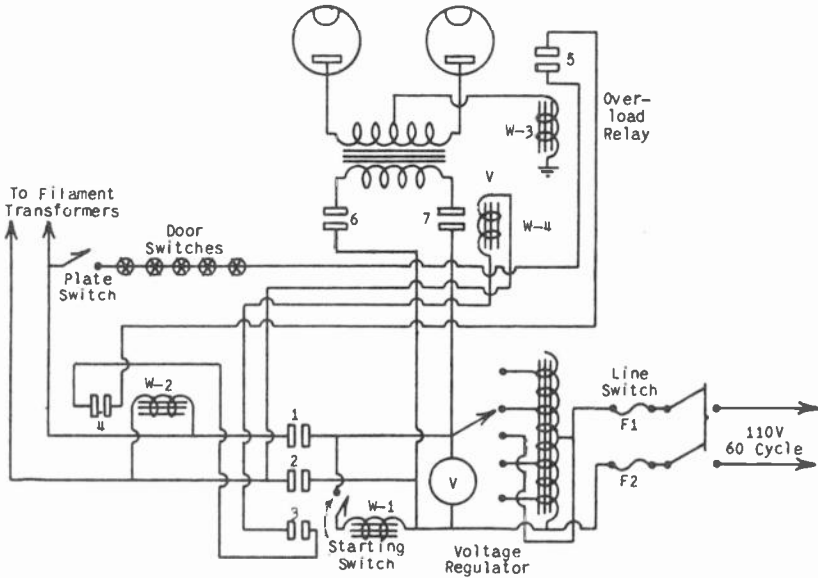 5
Over-
load
Relay
W-3
V
To Filament
Transformers
6
7
W-4
Door
Switches
Plate
Switch
W-2
4
1
2
3
W-1
Starting
Switch
V
Voltage
Regulator
Line
Switch
F1
F2
110V
60 Cycle